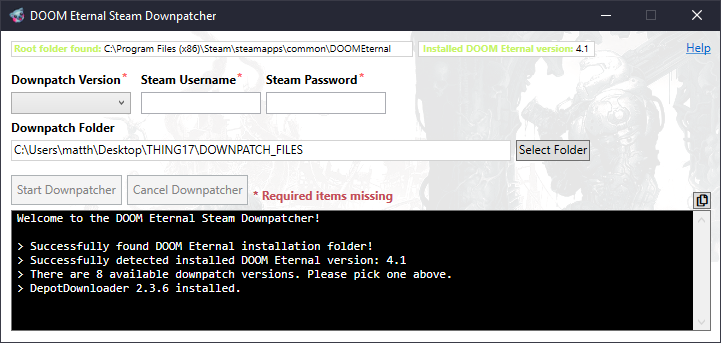 DOOM Eternal Steam Downpatcher
Root folder found: C:\Program Files (x86)\Steam\steamapps\common\DOOMEternal
Installed DOOM Eternal version: 4.1
Help
Downpatch Version* Steam Username* Steam Password*
Downpatch Folder
C:\Users\matth\Desktop\THING17\DOWNPATCH_FILES
Select Folder
Start Downpatcher
Cancel Downpatcher
* Required items missing
Welcome to the DOOM Eternal Steam Downpatcher!
> Successfully found DOOM Eternal installation folder!
> Successfully detected installed DOOM Eternal version: 4.1
> There are 8 available downpatch versions. Please pick one above.
> DepotDownloader 2.3.6 installed.